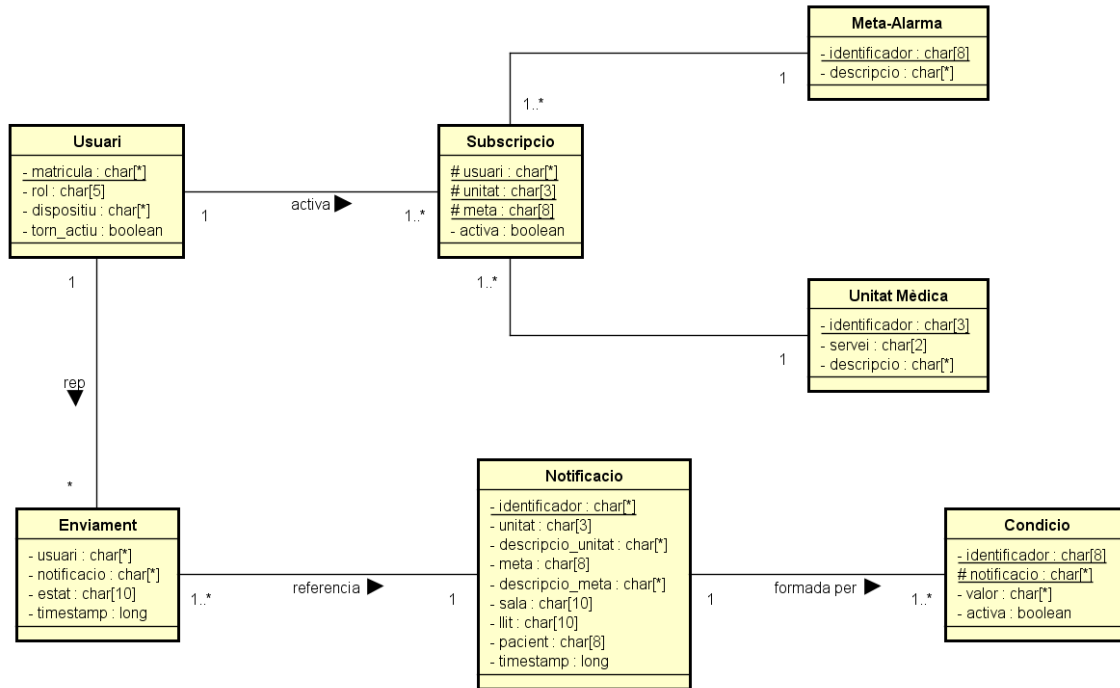 Meta-Alarma
- identificador : char[8]
- descripcio : char[*]
1
1..*
Usuari
- matricula : char[*]
- rol : char[5]
- dispositiu : char[*]
- torn_actiu : boolean
1
activa
1..*
Subscripcio
# usuari : char[*]
# unitat : char[3]
# meta : char[8]
- activa : boolean
1
1..*
Unitat Mèdica
- identificador : char[3]
- servei : char[2]
- descripcio : char[*]
1
rep
*
Enviament
- usuari : char[*]
- notificacio : char[*]
- estat : char[10]
- timestamp : long
1..*
referencia
1
Notificacio
- identificador : char[*]
- unitat : char[3]
- descripcio_unitat : char[*]
- meta : char[8]
- descripcio_meta : char[*]
- sala : char[10]
- llit : char[10]
- pacient : char[8]
- timestamp : long
1
formada per
1..*
Condicio
- identificador : char[8]
# notificacio : char[*]
- valor : char[*]
- activa : boolean